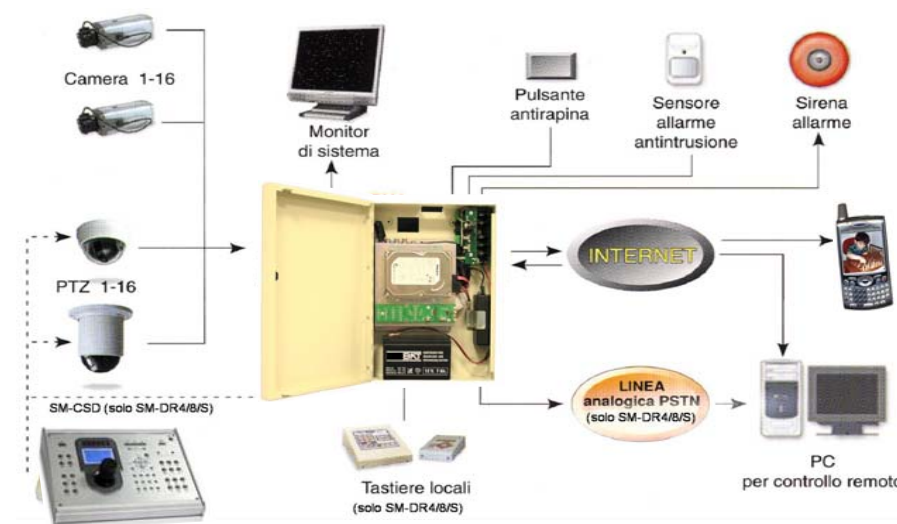 Camera 1-16
Monitor
di sistema
Pulsante
antirapina
Sensore
allarme
antintrusione
Sirena
allarme
PTZ 1-16
INTERNET
SM-CSD (solo SM-DR4/8/S)
LINEA
analogica PSTN
(solo SM-DR4/8/S)
Tastiere locali
(solo SM-DR4/8/S)
PC
per controllo remoto